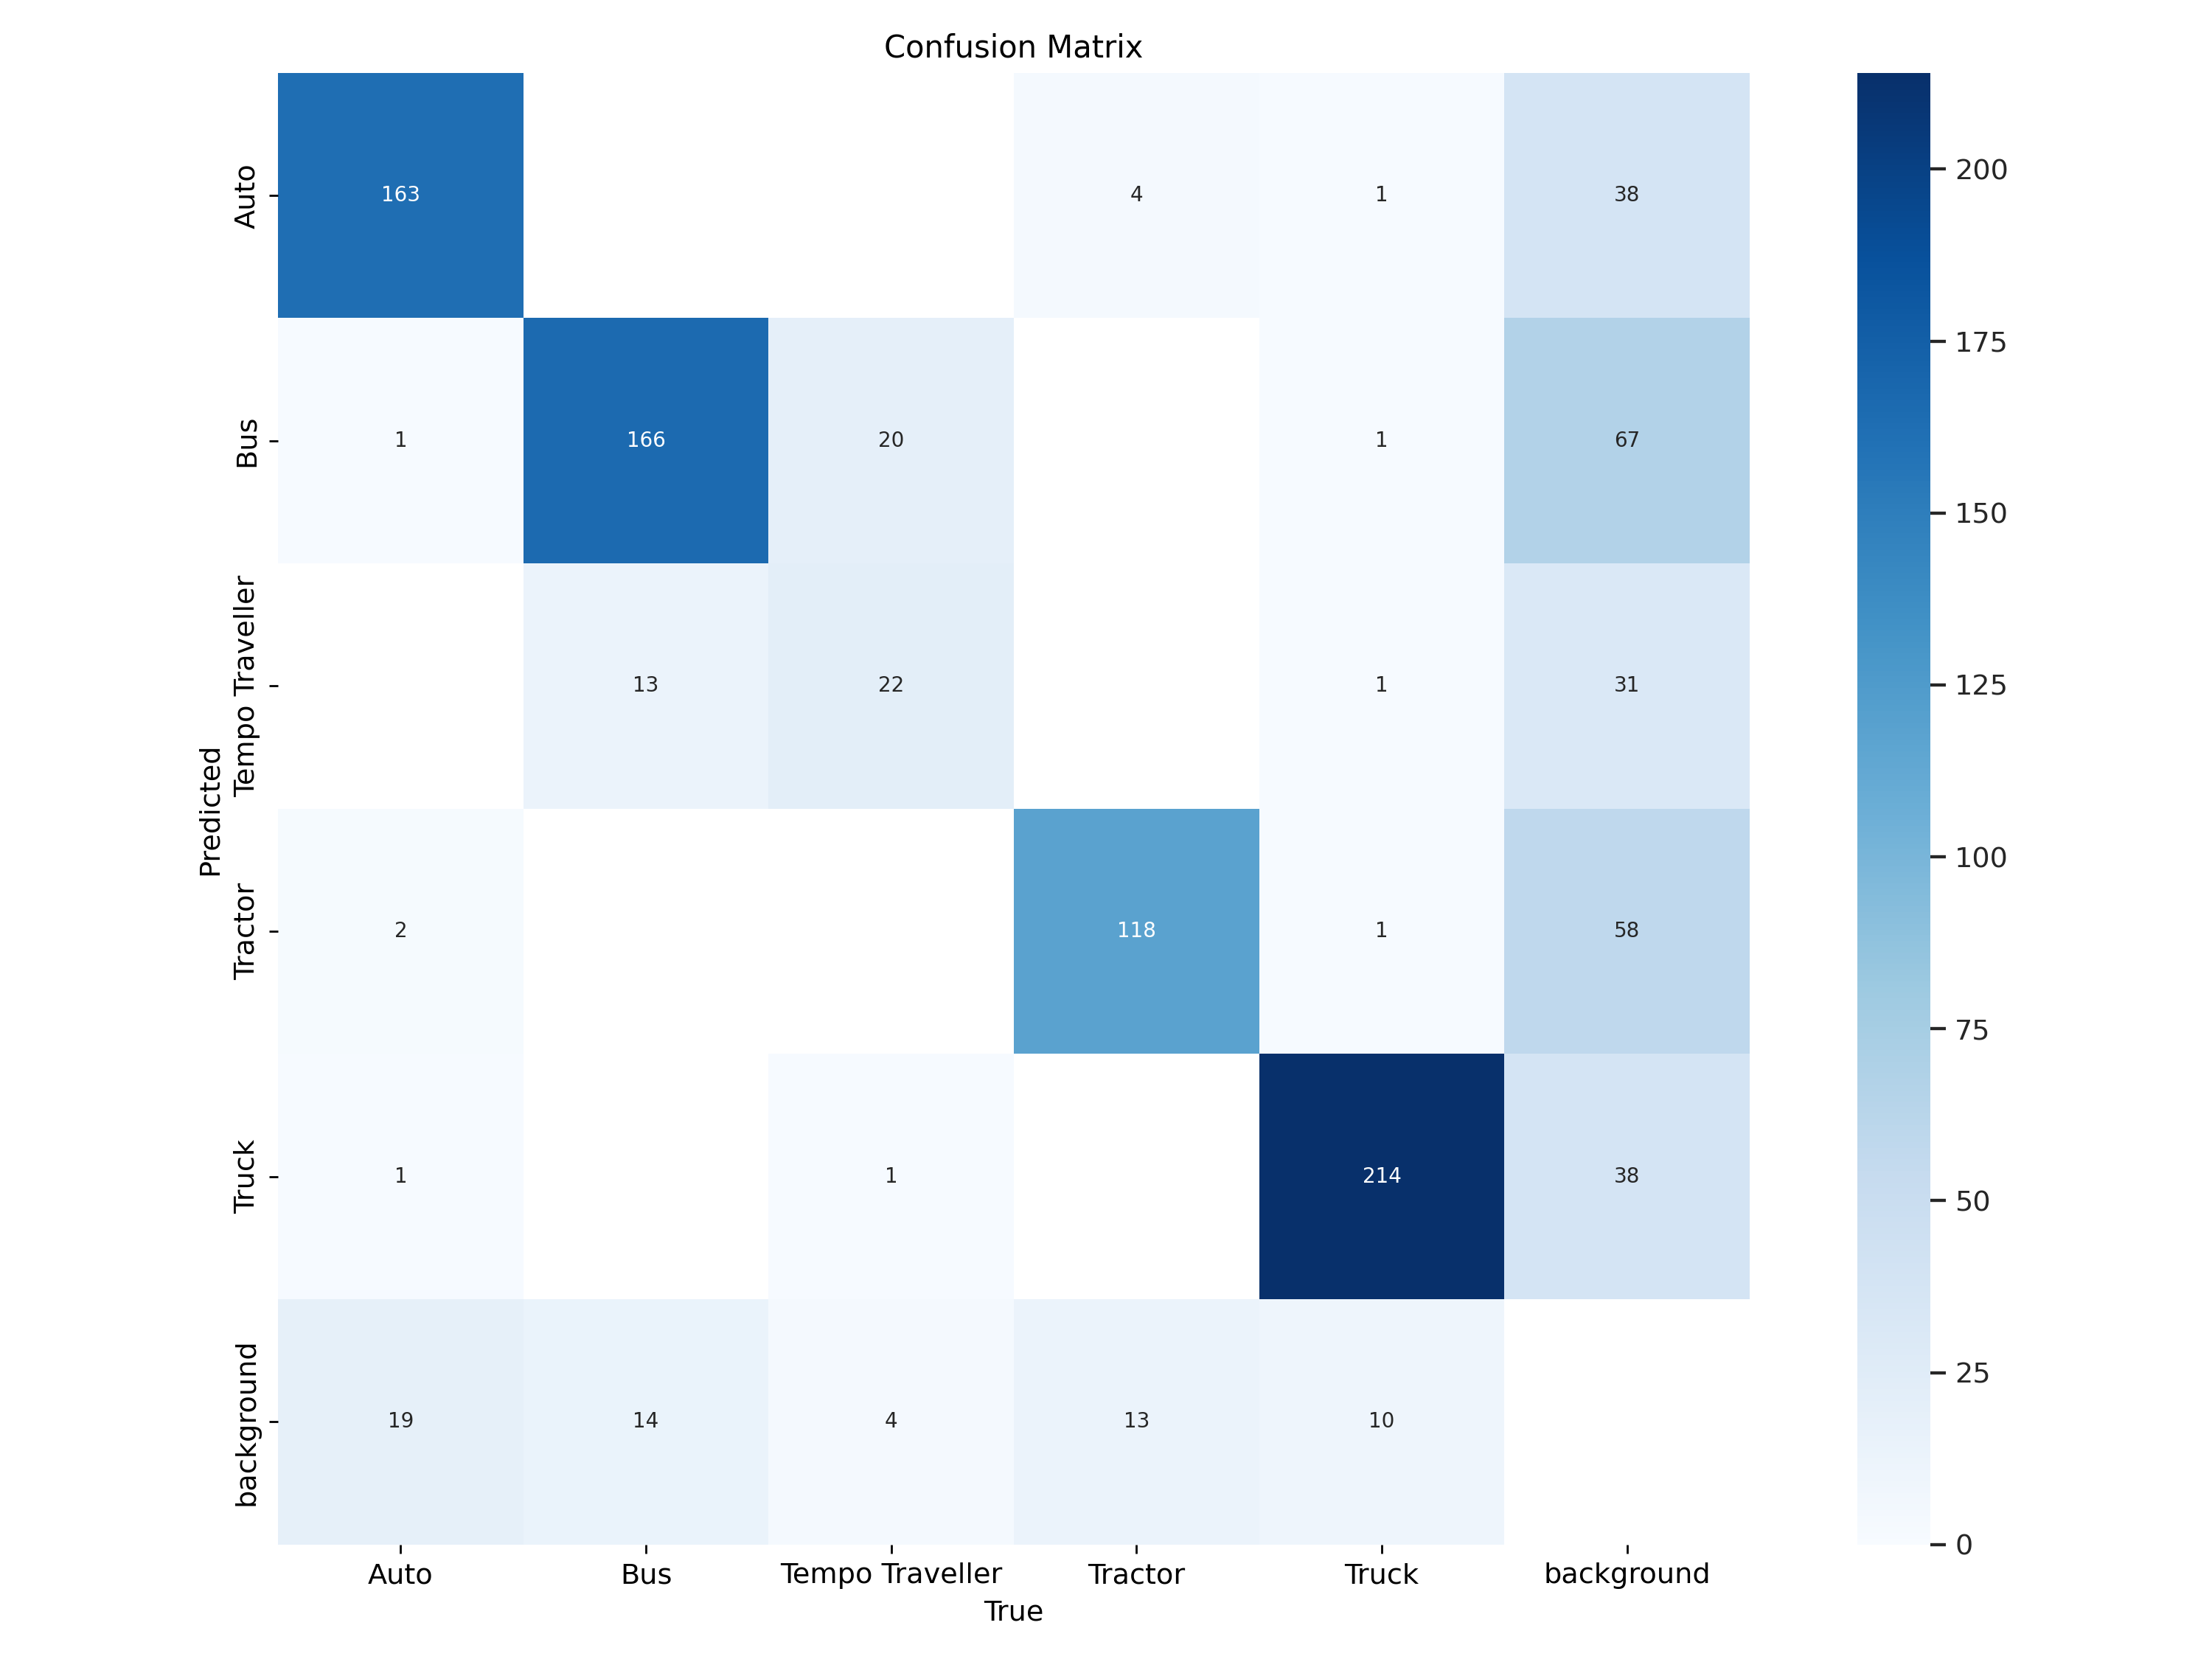 Confusion Matrix
Auto
163
4
1
38
200
175
Bus
1
166
20
1
67
150
Tempo Traveller
13
22
1
31
125
Predicted
100
Tractor
2
118
1
58
75
Truck
1
1
214
38
50
25
background
19
14
4
13
10
0
Auto
Bus
Tempo Traveller
Tractor
Truck
background
True